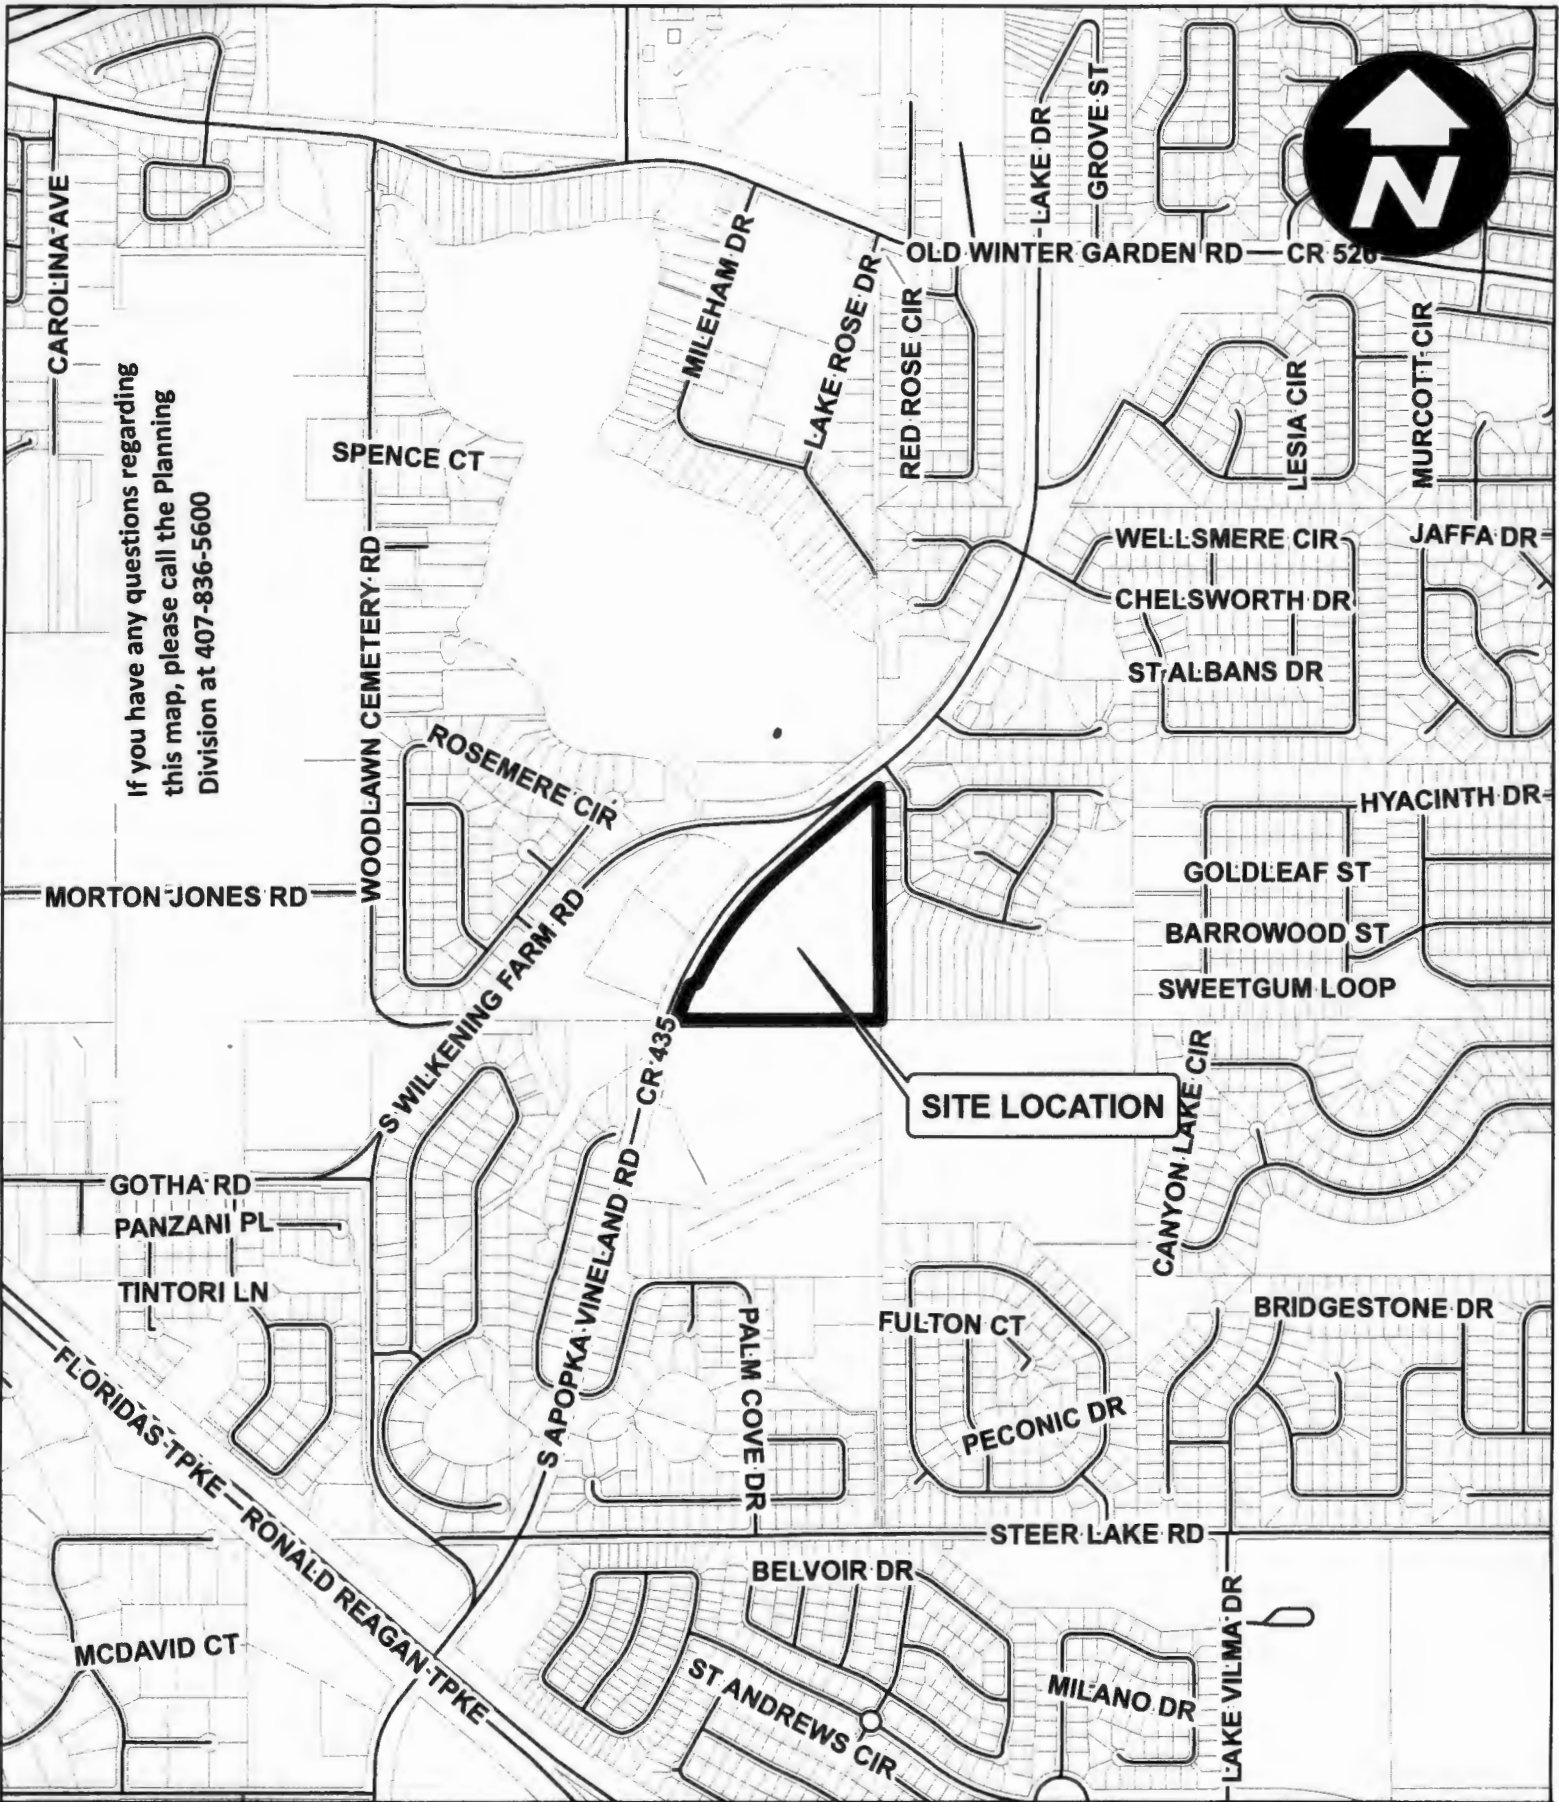 N
LAKE DR
GROVE ST
OLD WINTER GARDEN RD
CR 526
CAROLINA AVE
MILEHAM DR
LAKE ROSE DR
RED ROSE CIR
LESIA CIR
MURCOTT CIR
If you have any questions regarding
this map, please call the Planning
Division at 407-836-5600
SPENCE CT
WELLSMERE CIR
JAFFA DR
CHELSWORTH DR
ST ALBANS DR
WOODLAWN CEMETERY RD
ROSEMERE CIR
HYACINTH DR
GOLDLEAF ST
MORTON JONES RD
BARROWOOD ST
SWEETGUM LOOP
S WILKENING FARM RD
CR 435
SITE LOCATION
CANYON LAKE CIR
GOTHA RD
PANZANI PL
TINTORI LN
S APOPKA VINELAND RD
PALM COVE DR
FULTON CT
BRIDGESTONE DR
PECONIC DR
FLORIDAS TPKE
RONALD REAGAN TPKE
STEER LAKE RD
BELVOIR DR
MCDAVID CT
ST ANDREWS CIR
MILANO DR
LAKE VILMA DR